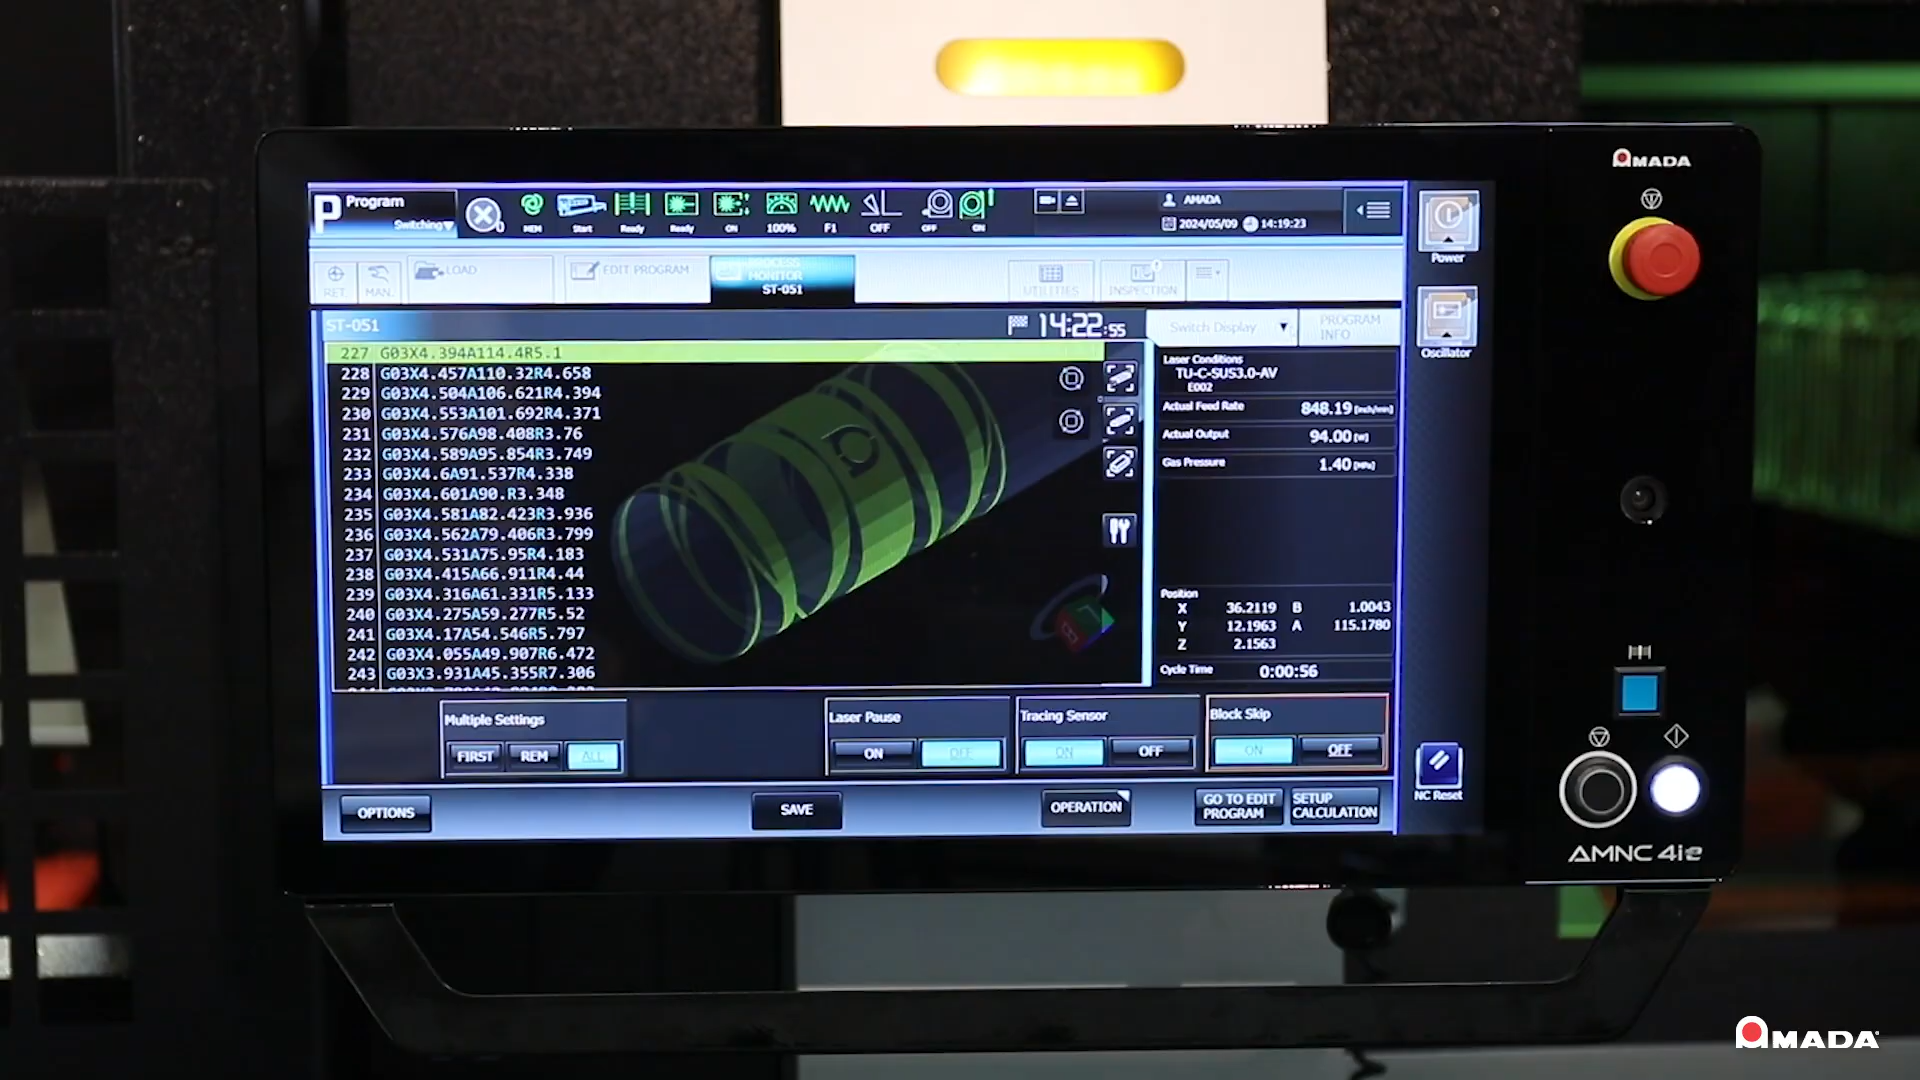 AMADA
P Program
Switching▼
MEM
Start
Ready
Ready
ON
100%
F1
OFF
OFF
ON
AMADA
2024/05/09 14:19:23
RET.
MAN.
LOAD
EDIT PROGRAM
PROCESS
MONITOR
ST-051
UTILITIES
INSPECTION
Power
Oscillator
ST-051
14:22:55
Switch Display ▼
PROGRAM
INFO
227 G03X4.394A114.4R5.1
228 G03X4.457A110.32R4.658
229 G03X4.504A106.621R4.394
230 G03X4.553A101.692R4.371
231 G03X4.576A98.408R3.76
232 G03X4.589A95.854R3.749
233 G03X4.6A91.537R4.338
234 G03X4.601A90.R3.348
235 G03X4.581A82.423R3.936
236 G03X4.562A79.406R3.799
237 G03X4.531A75.95R4.183
238 G03X4.415A66.911R4.44
239 G03X4.316A61.331R5.133
240 G03X4.275A59.277R5.52
241 G03X4.17A54.546R5.797
242 G03X4.055A49.907R6.472
243 G03X3.931A45.355R7.306
Laser Conditions
TU-C-SUS3.0-AV
E002
Actual Feed Rate 848.19 [inch/min]
Actual Output 94.00 [W]
Gas Pressure 1.40 [MPa]
Position
X 36.2119 B 1.0043
Y 12.1963 A 115.1780
Z 2.1563
Cycle Time 0:00:56
Multiple Settings
FIRST REM ALL
Laser Pause
ON OFF
Tracing Sensor
ON OFF
Block Skip
ON OFF
NC Reset
OPTIONS
SAVE
OPERATION
GO TO EDIT
PROGRAM
SETUP
CALCULATION
AMNC 4ie
AMADA